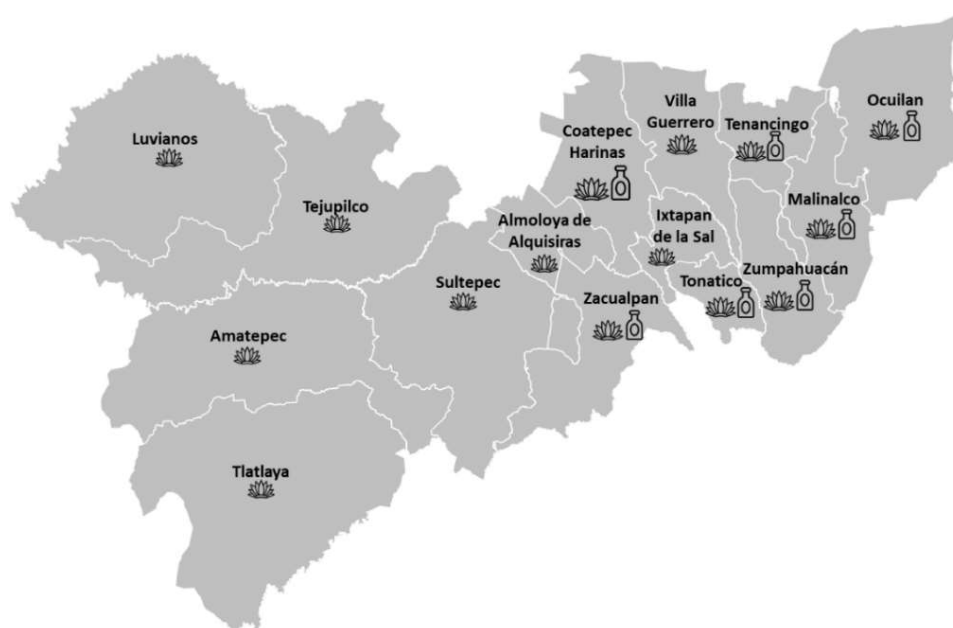 Luvianos
Tejupilco
Amatepec
Tlatlaya
Sultepec
Almoloya de
Alquisiras
Coatepec
Harinas
Zacualpan
Villa
Guerrero
Ixtapan
de la Sal
Tonatico
Tenancingo
Zumpahuacán
Malinalco
Ocuilan